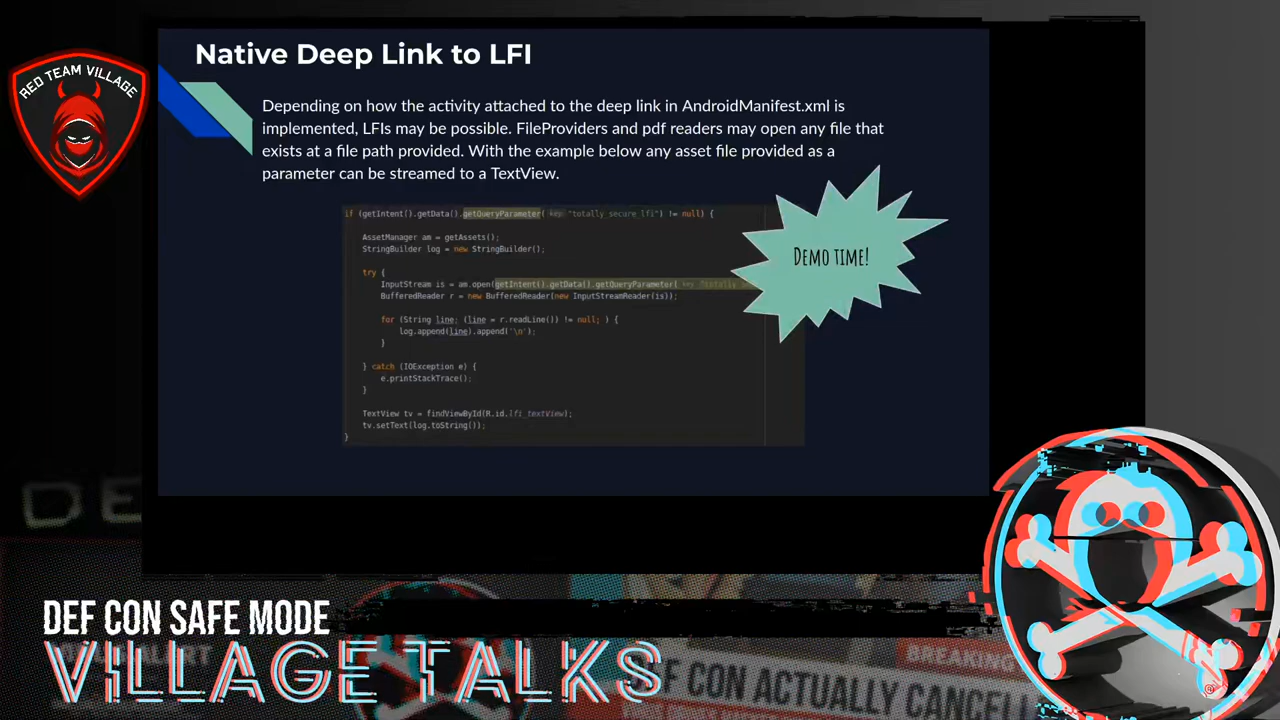 Native Deep Link to LFI
RED TEAM VILLAGE
Depending on how the activity attached to the deep link in AndroidManifest.xml is
implemented, LFIs may be possible. FileProviders and pdf readers may open any file that
exists at a file path provided. With the example below any asset file provided as a
parameter can be streamed to a TextView.
if (getIntent().getData().getQueryParameter( key: "totally_secure_lfi") != null) {
AssetManager am = getAssets();
StringBuilder log = new StringBuilder();
try {
InputStream is = am.open(getIntent().getData().getQueryParameter( key: "totally
BufferedReader r = new BufferedReader(new InputStreamReader(is));
for (String line; (line = r.readLine()) != null; ) {
log.append(line).append('\n');
}
} catch (IOException e) {
e.printStackTrace();
}
TextView tv = findViewById(R.id.lfi_textView);
tv.setText(log.toString());
}
Demo time!
DE
DEF CON SAFE MODE
VILLAGE TALKS
BREAKING
DEF CON ACTUALLY CANCEL